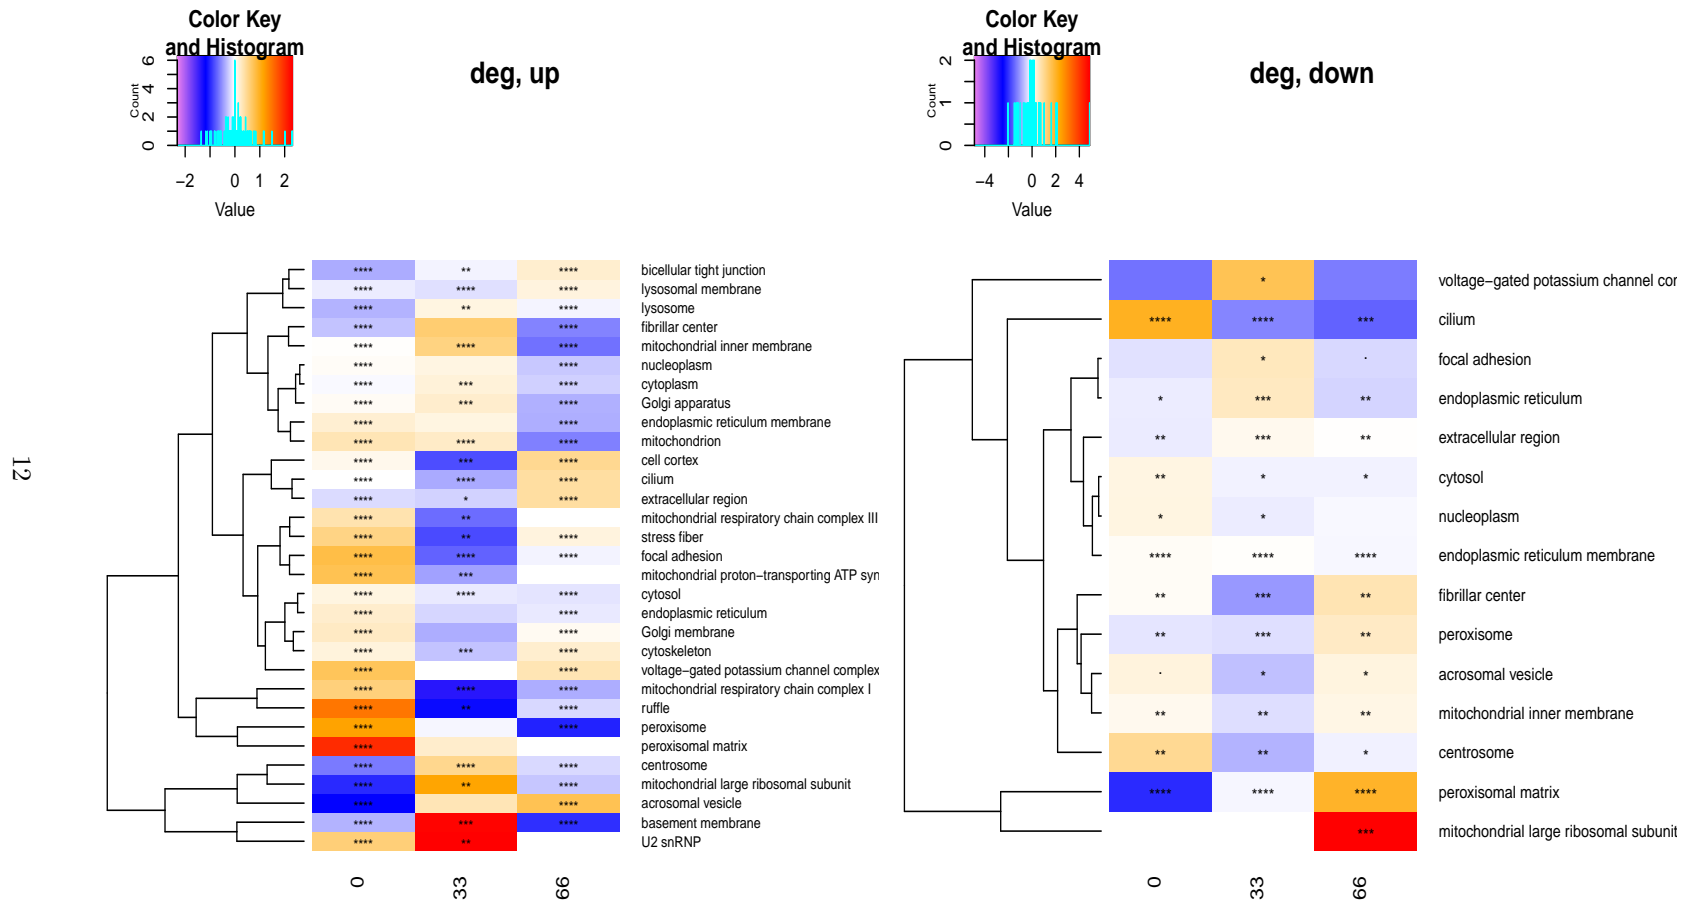 Color Key
and Histogram
Count
0 2 4 6
−2 0 1 2
Value
deg, up
**** ** **** bicellular tight junction
**** **** **** lysosomal membrane
**** ** **** lysosome
**** **** fibrillar center
**** **** **** mitochondrial inner membrane
**** **** nucleoplasm
**** *** **** cytoplasm
**** *** **** Golgi apparatus
**** **** endoplasmic reticulum membrane
**** **** **** mitochondrion
**** *** **** cell cortex
**** **** **** cilium
**** * **** extracellular region
**** ** mitochondrial respiratory chain complex III
**** ** **** stress fiber
**** **** **** focal adhesion
**** *** mitochondrial proton−transporting ATP syn
**** **** **** cytosol
**** **** endoplasmic reticulum
**** **** Golgi membrane
**** *** **** cytoskeleton
**** **** voltage−gated potassium channel complex
**** **** **** mitochondrial respiratory chain complex I
**** ** **** ruffle
**** **** peroxisome
**** peroxisomal matrix
**** **** **** centrosome
**** ** **** mitochondrial large ribosomal subunit
**** **** acrosomal vesicle
**** *** **** basement membrane
**** ** U2 snRNP
0 33 66
Color Key
and Histogram
Count
0 1 2
−4 0 2 4
Value
deg, down
* voltage−gated potassium channel cor
**** **** *** cilium
* . focal adhesion
* *** ** endoplasmic reticulum
** *** ** extracellular region
** * * cytosol
* * nucleoplasm
**** **** **** endoplasmic reticulum membrane
** *** ** fibrillar center
** *** ** peroxisome
. * * acrosomal vesicle
** ** ** mitochondrial inner membrane
** ** * centrosome
**** **** **** peroxisomal matrix
*** mitochondrial large ribosomal subunit
0 33 66
12